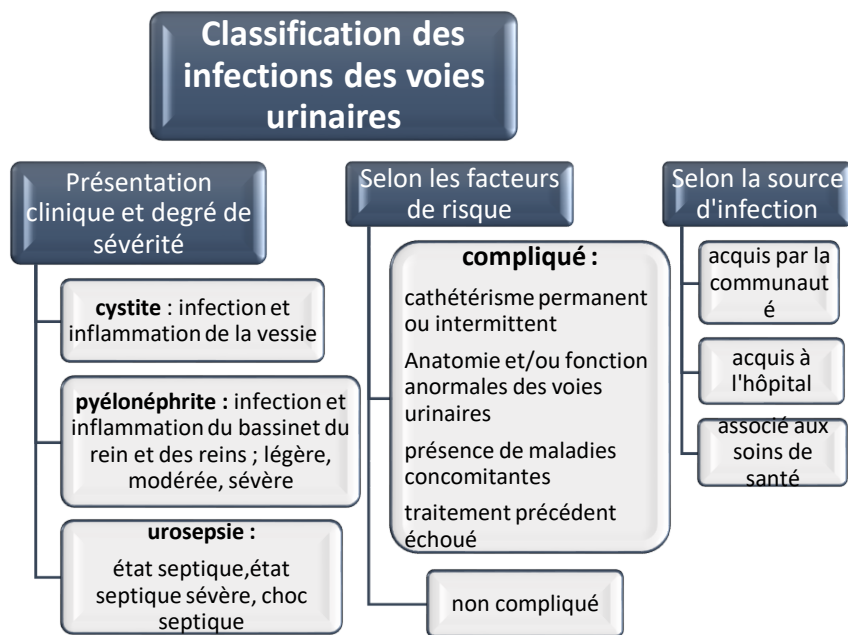 Classification des
infections des voies
urinaires
Présentation
clinique et degré de
sévérité
cystite : infection et
inflammation de la vessie
pyélonéphrite : infection et
inflammation du bassinet du
rein et des reins ; légère,
modérée, sévère
urosepsie :
état septique,état
septique sévère, choc
septique
Selon les facteurs
de risque
compliqué :
cathétérisme permanent
ou intermittent
Anatomie et/ou fonction
anormales des voies
urinaires
présence de maladies
concomitantes
traitement précédent
échoué
non compliqué
Selon la source
d'infection
acquis par la
communaut
é
acquis à
l'hôpital
associé aux
soins de
santé